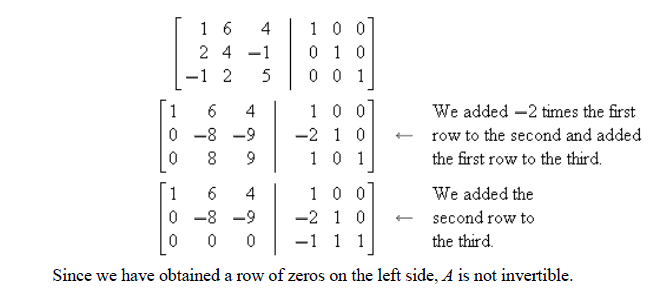 1 6 4 | 1 0 0
2 4 −1 | 0 1 0
−1 2 5 | 0 0 1
1 6 4 | 1 0 0 We added −2 times the first
0 −8 −9 | −2 1 0 ← row to the second and added
0 8 9 | 1 0 1 the first row to the third.
1 6 4 | 1 0 0 We added the
0 −8 −9 | −2 1 0 ← second row to
0 0 0 | −1 1 1 the third.
Since we have obtained a row of zeros on the left side, A is not invertible.